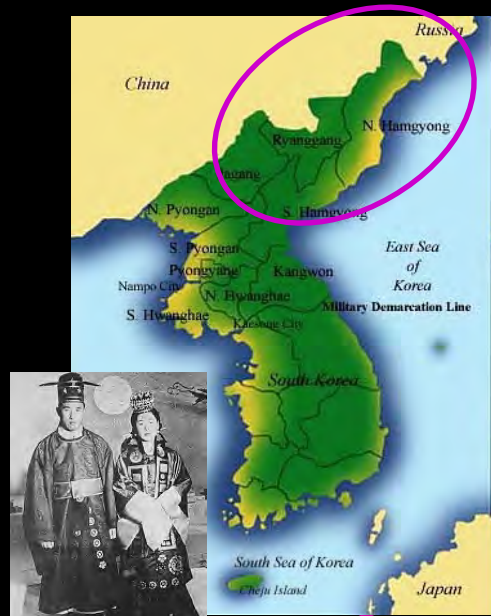 Russia
China
N. Hamgyong
Ryanggang
Jagang
N. Pyongan
S. Hamgyong
S. Pyongan
East Sea
of
Korea
Pyongyang
Kangwon
Nampo City
N. Hwanghae
Military Demarcation Line
S. Hwanghae
Kaesong City
South Korea
South Sea of Korea
Cheju Island
Japan